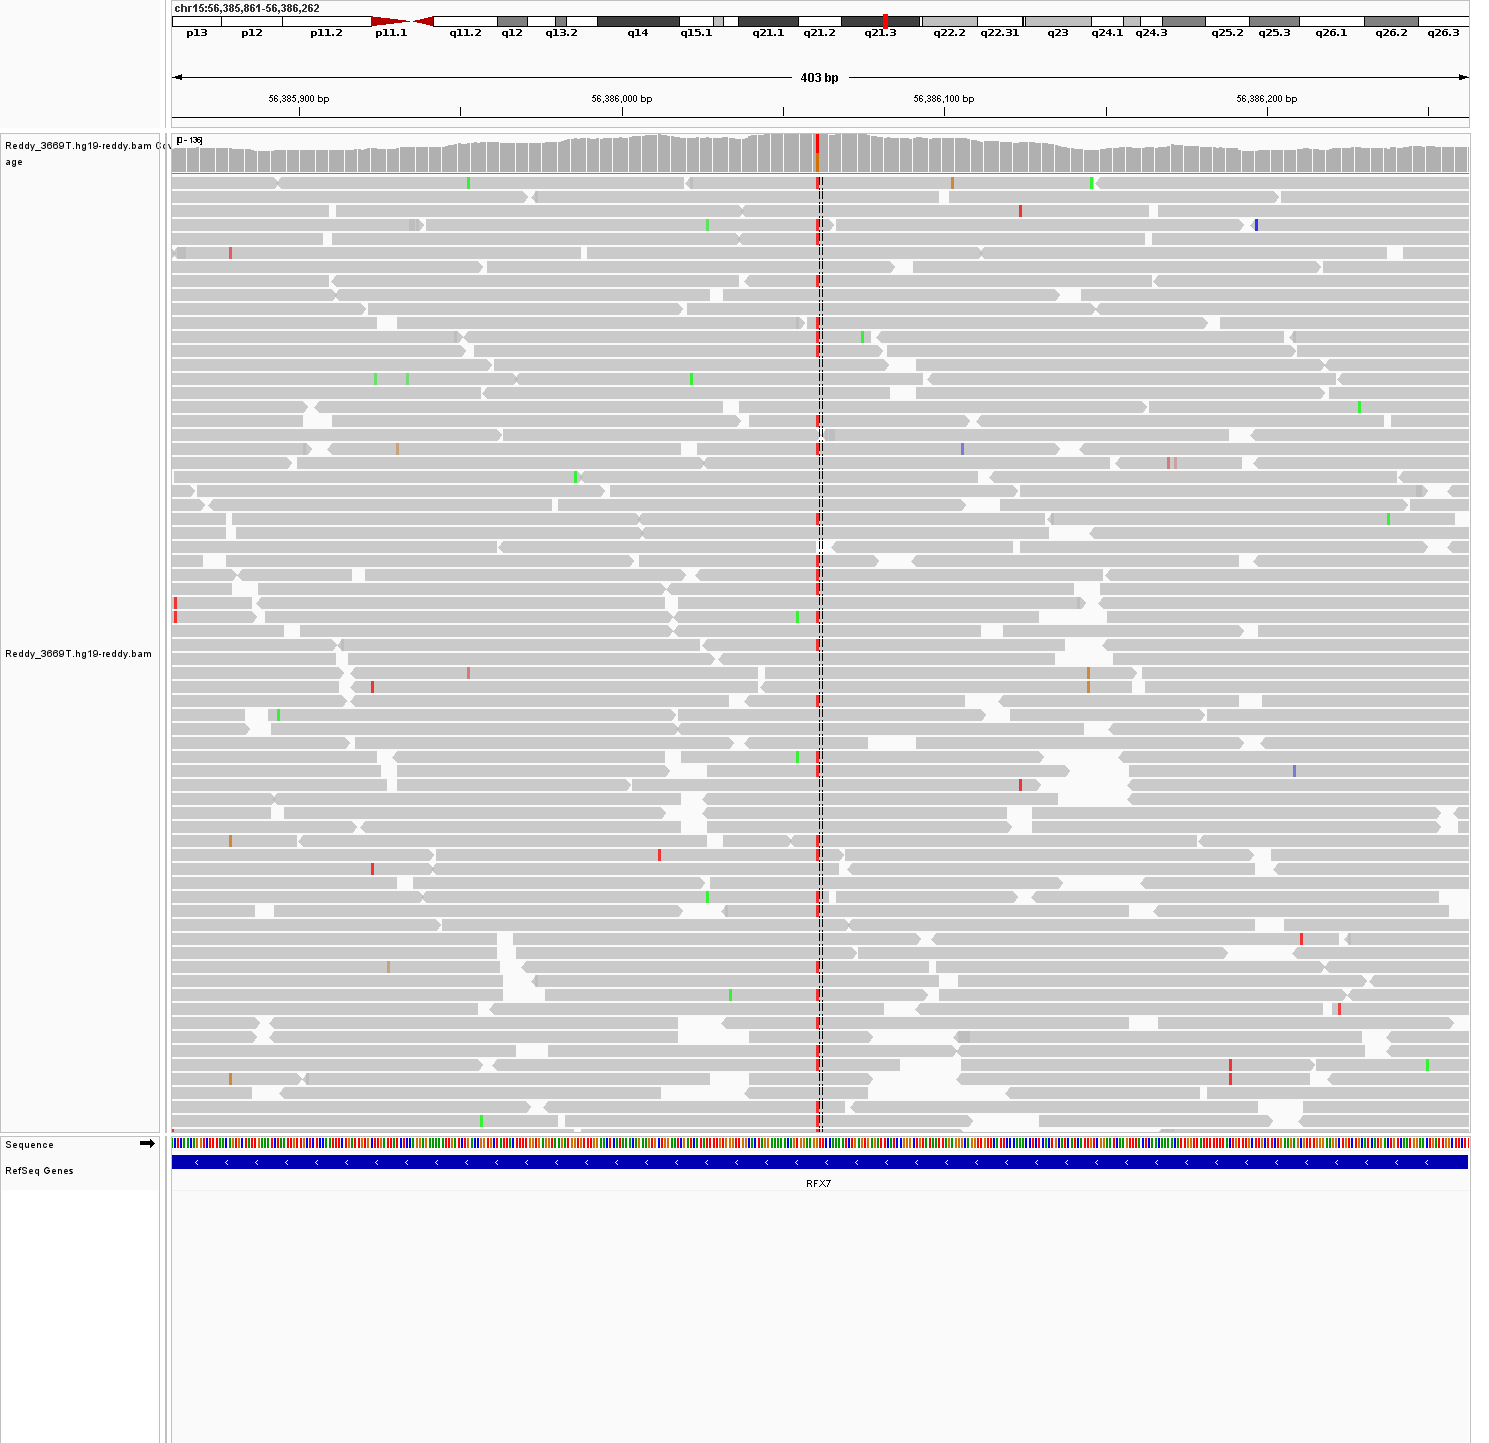 chr15:56,385,861-56,386,262
p13 p12 p11.2 p11.1 q11.2 q12 q13.2 q14 q15.1 q21.1 q21.2 q21.3 q22.2 q22.31 q23 q24.1 q24.3 q25.2 q25.3 q26.1 q26.2 q26.3
403 bp
56,385,900 bp 56,386,000 bp 56,386,100 bp 56,386,200 bp
Reddy_3669T.hg19-reddy.bam Cov
age
[0 - 136]
Reddy_3669T.hg19-reddy.bam
Sequence
RefSeq Genes
RFX7